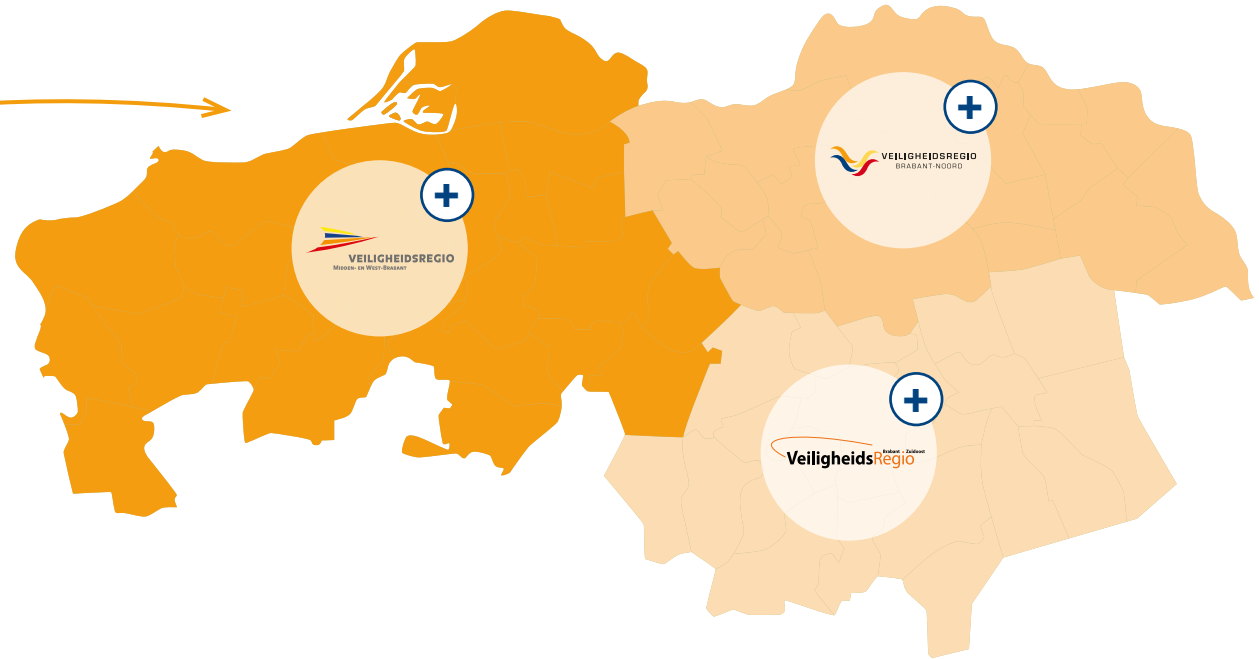 VEILIGHEIDSREGIO
BRABANT-NOORD
VEILIGHEIDSREGIO
MIDDEN- EN WEST-BRABANT
Brabant - Zuidoost
VeiligheidsRegio